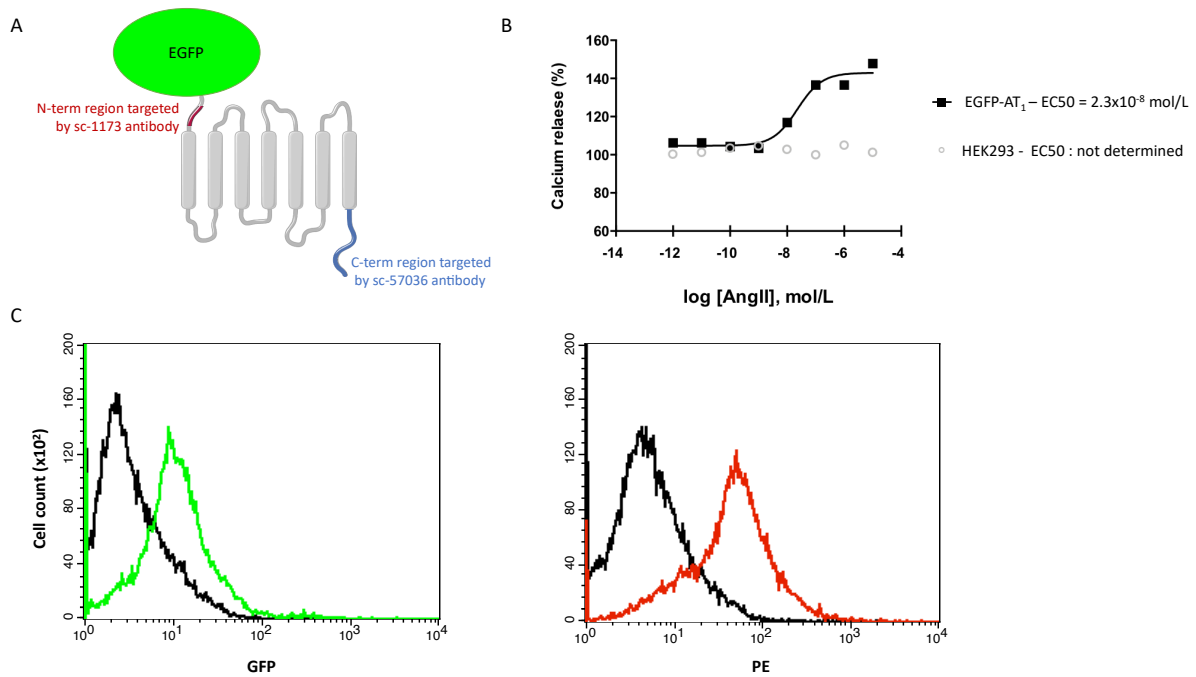 A
EGFP
N-term region targeted
by sc-1173 antibody
C-term region targeted
by sc-57036 antibody
B
Calcium relaese (%)
160
140
120
100
80
60
-14
-12
-10
-8
-6
-4
log [AngII], mol/L
EGFP-AT₁ – EC50 = 2.3x10⁻⁸ mol/L
HEK293 - EC50 : not determined
C
Cell count (x10²)
200
160
120
80
40
0
10⁰
10¹
10²
10³
10⁴
GFP
200
160
120
80
40
0
10⁰
10¹
10²
10³
10⁴
PE